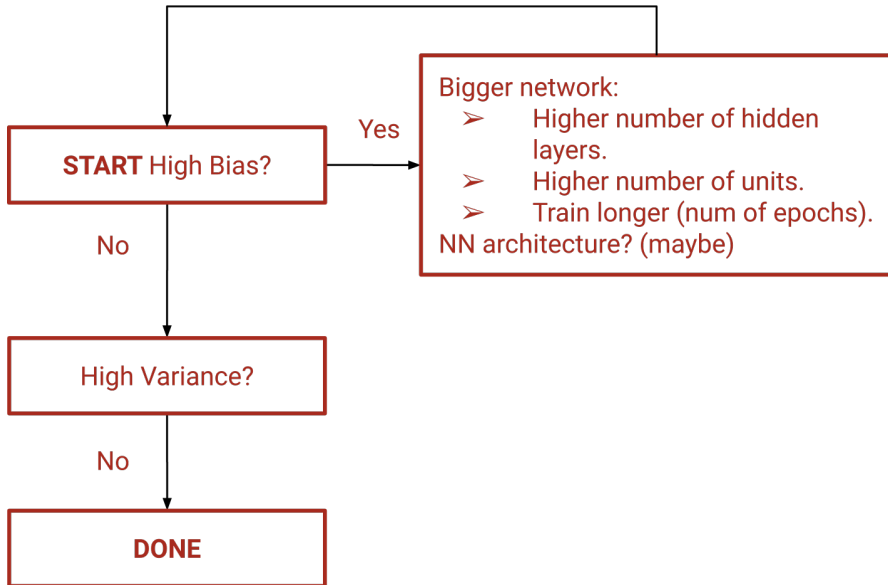 START High Bias?
Yes
Bigger network:
➢ Higher number of hidden
layers.
➢ Higher number of units.
➢ Train longer (num of epochs).
NN architecture? (maybe)
No
High Variance?
No
DONE